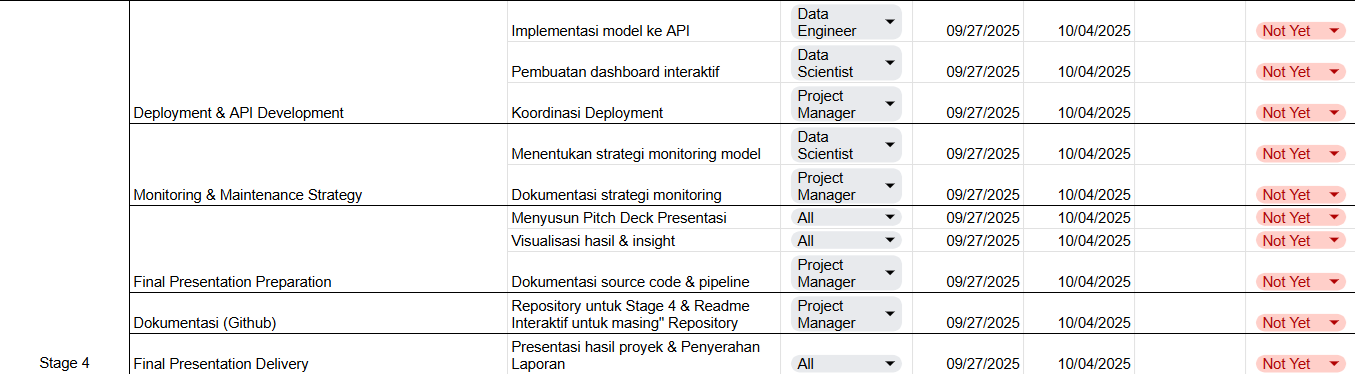 Data
Engineer
Implementasi model ke API 09/27/2025 10/04/2025 Not Yet
Data
Scientist
Pembuatan dashboard interaktif 09/27/2025 10/04/2025 Not Yet
Project
Manager
Deployment & API Development Koordinasi Deployment 09/27/2025 10/04/2025 Not Yet
Data
Scientist
Menentukan strategi monitoring model 09/27/2025 10/04/2025 Not Yet
Project
Manager
Monitoring & Maintenance Strategy Dokumentasi strategi monitoring 09/27/2025 10/04/2025 Not Yet
Menyusun Pitch Deck Presentasi All 09/27/2025 10/04/2025 Not Yet
Visualisasi hasil & insight All 09/27/2025 10/04/2025 Not Yet
Project
Manager
Final Presentation Preparation Dokumentasi source code & pipeline 09/27/2025 10/04/2025 Not Yet
Repository untuk Stage 4 & Readme Project
Dokumentasi (Github) Interaktif untuk masing" Repository Manager 09/27/2025 10/04/2025 Not Yet
Presentasi hasil proyek & Penyerahan
Stage 4 Final Presentation Delivery Laporan All 09/27/2025 10/04/2025 Not Yet